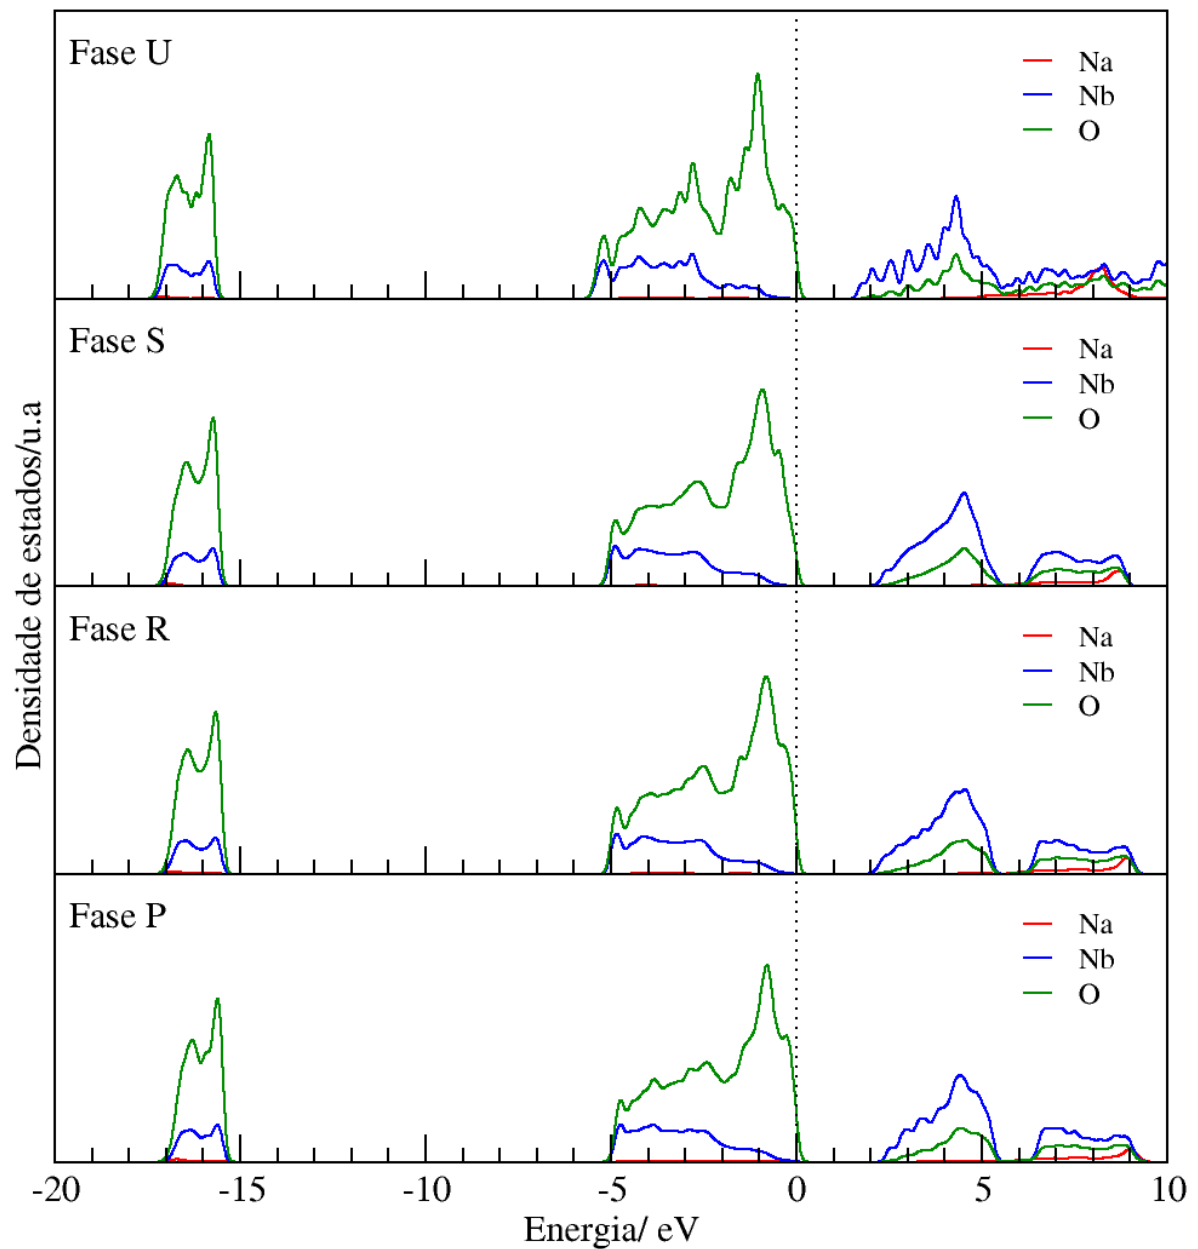 Fase U
Na
Nb
O
Fase S
Na
Nb
O
Fase R
Na
Nb
O
Fase P
Na
Nb
O
Densidade de estados/u.a
-20 -15 -10 -5 0 5 10
Energia/ eV